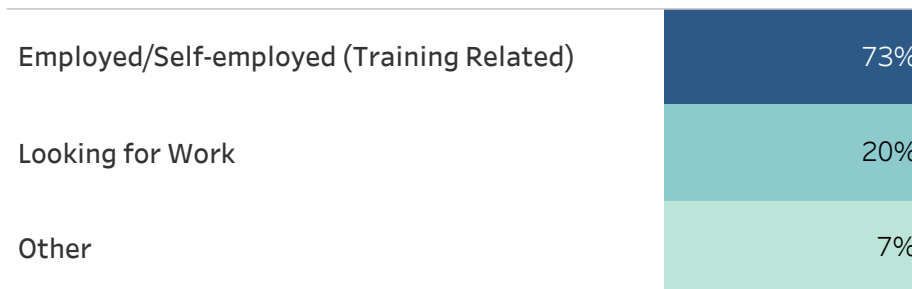 Employed/Self-employed (Training Related) 73%
Looking for Work 20%
Other 7%